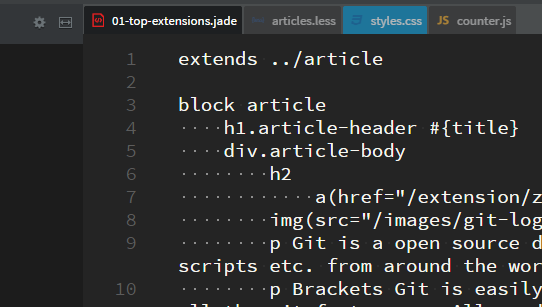 01-top-extensions.jade
articles.less
styles.css
JS counter.js
1 extends ../article
2
3 block article
4 ····h1.article-header #{title}
5 ····div.article-body
6 ········h2
7 ············a(href="/extension/z
8 ········img(src="/images/git-log
9 ········p Git is a open source d
scripts etc. from around the wor
10 ········p Brackets Git is easily